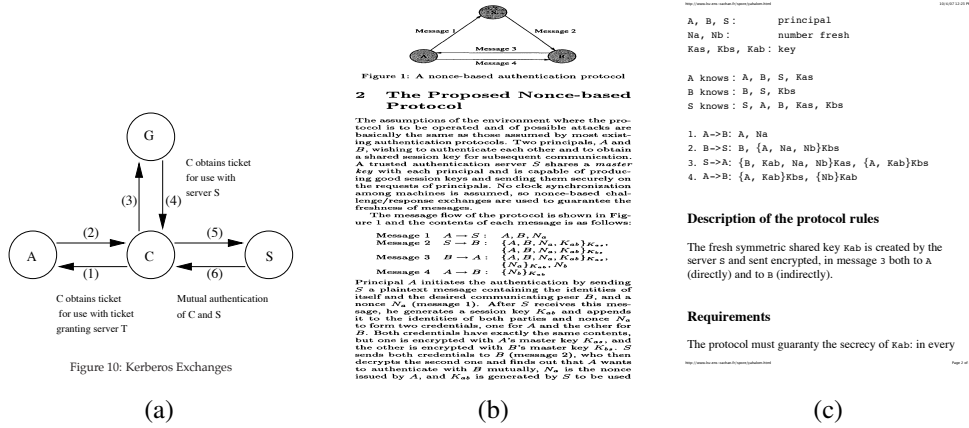 G
C obtains ticket
for use with
server S
(3)
(4)
(2)
(5)
A
C
S
(1)
(6)
C obtains ticket
for use with ticket
granting server T
Mutual authentication
of C and S
Figure 10: Kerberos Exchanges
(a)
Message 1
Message 2
Message 3
Message 4
A
B
Figure 1: A nonce-based authentication protocol
2 The Proposed Nonce-based
Protocol
The assumptions of the environment where the pro-
tocol is to be operated and of possible attacks are
basically the same as those assumed by most exist-
ing authentication protocols. Two principals, A and
B, wishing to authenticate each other and to obtain
a shared session key for subsequent communication.
A trusted authentication server S shares a master
key with each principal and is capable of produc-
ing good session keys and sending them securely on
the requests of principals. No clock synchronization
among machines is assumed, so nonce-based chal-
lenge/response exchanges are used to guarantee the
freshness of messages.
The message flow of the protocol is shown in Fig-
ure 1 and the contents of each message is as follows:
Message 1 A → S : A, B, Na
Message 2 S → B : {A, B, Na, Kab}Kas,
{A, B, Na, Kab}Kbs
Message 3 B → A : {A, B, Na, Kab}Kas,
{Na}Kab, Nb
Message 4 A → B : {Nb}Kab
Principal A initiates the authentication by sending
S a plaintext message containing the identities of
itself and the desired communicating peer B, and a
nonce Na (message 1). After S receives this mes-
sage, he generates a session key Kab and appends
it to the identities of both parties and nonce Na
to form two credentials, one for A and the other for
B. Both credentials have exactly the same contents,
but one is encrypted with A's master key Kas, and
the other is encrypted with B's master key Kbs. S
sends both credentials to B (message 2), who then
decrypts the second one and finds out that A wants
to authenticate with B mutually, Na is the nonce
issued by A, and Kab is generated by S to be used
(b)
A, B, S : principal
Na, Nb : number fresh
Kas, Kbs, Kab : key
A knows : A, B, S, Kas
B knows : B, S, Kbs
S knows : S, A, B, Kas, Kbs
1. A->B: A, Na
2. B->S: B, {A, Na, Nb}Kbs
3. S->A: {B, Kab, Na, Nb}Kas, {A, Kab}Kbs
4. A->B: {A, Kab}Kbs, {Nb}Kab
Description of the protocol rules
The fresh symmetric shared key Kab is created by the
server S and sent encrypted, in message 3 both to A
(directly) and to B (indirectly).
Requirements
The protocol must guaranty the secrecy of Kab: in every
Page 2 of
(c)